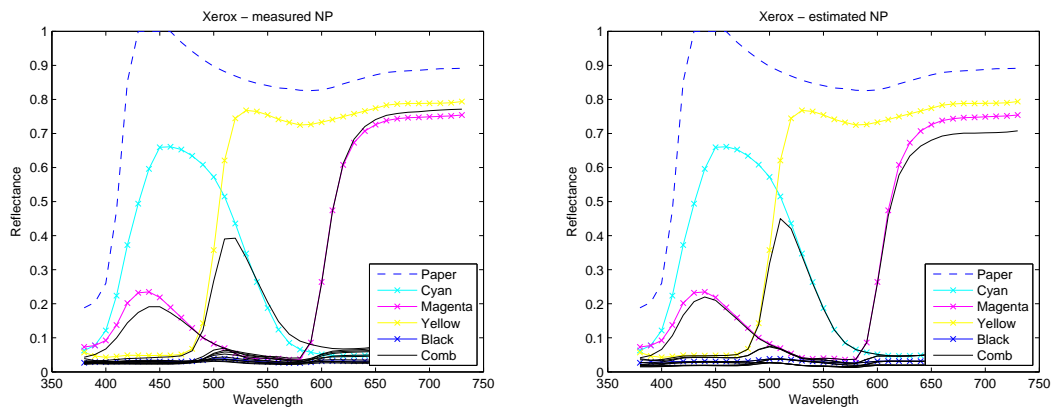 Xerox – measured NP
1
0.9
0.8
0.7
0.6
0.5
0.4
0.3
0.2
0.1
0
Reflectance
350 400 450 500 550 600 650 700 750
Wavelength
Paper
Cyan
Magenta
Yellow
Black
Comb
Xerox – estimated NP
1
0.9
0.8
0.7
0.6
0.5
0.4
0.3
0.2
0.1
0
Reflectance
350 400 450 500 550 600 650 700 750
Wavelength
Paper
Cyan
Magenta
Yellow
Black
Comb